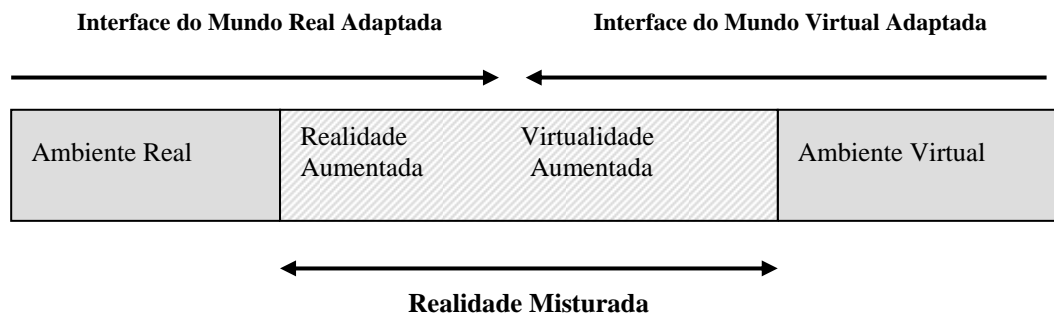 Interface do Mundo Real Adaptada
Interface do Mundo Virtual Adaptada
Ambiente Real
Realidade
Aumentada
Virtualidade
Aumentada
Ambiente Virtual
Realidade Misturada